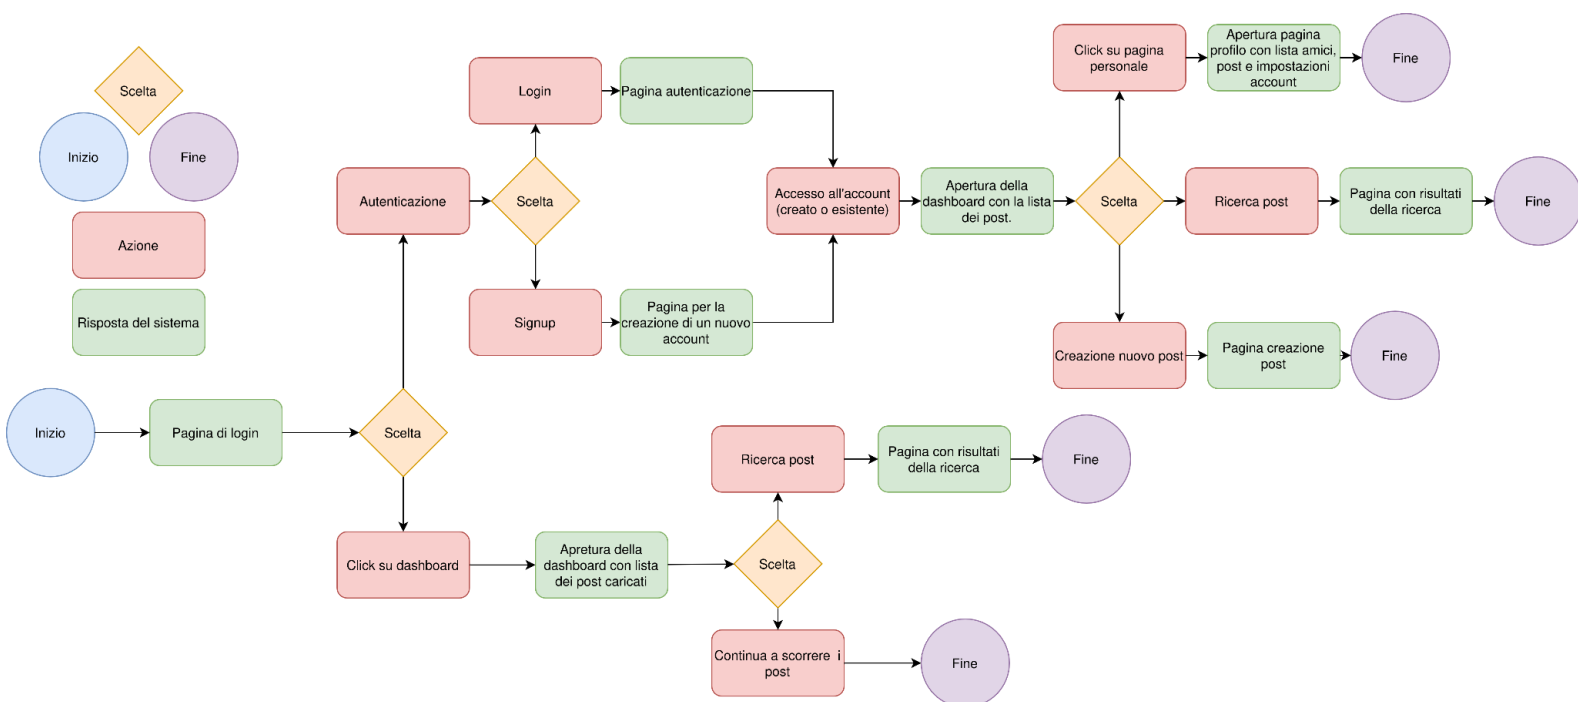 Scelta
Inizio
Fine
Azione
Risposta del sistema
Inizio
Pagina di login
Scelta
Autenticazione
Scelta
Login
Pagina autenticazione
Signup
Pagina per la
creazione di un nuovo
account
Accesso all'account
(creato o esistente)
Apertura della
dashboard con la lista
dei post.
Scelta
Click su pagina
personale
Apertura pagina
profilo con lista amici,
post e impostazioni
account
Fine
Ricerca post
Pagina con risultati
della ricerca
Fine
Creazione nuovo post
Pagina creazione
post
Fine
Click su dashboard
Apretura della
dashboard con lista
dei post caricati
Scelta
Ricerca post
Pagina con risultati
della ricerca
Fine
Continua a scorrere i
post
Fine